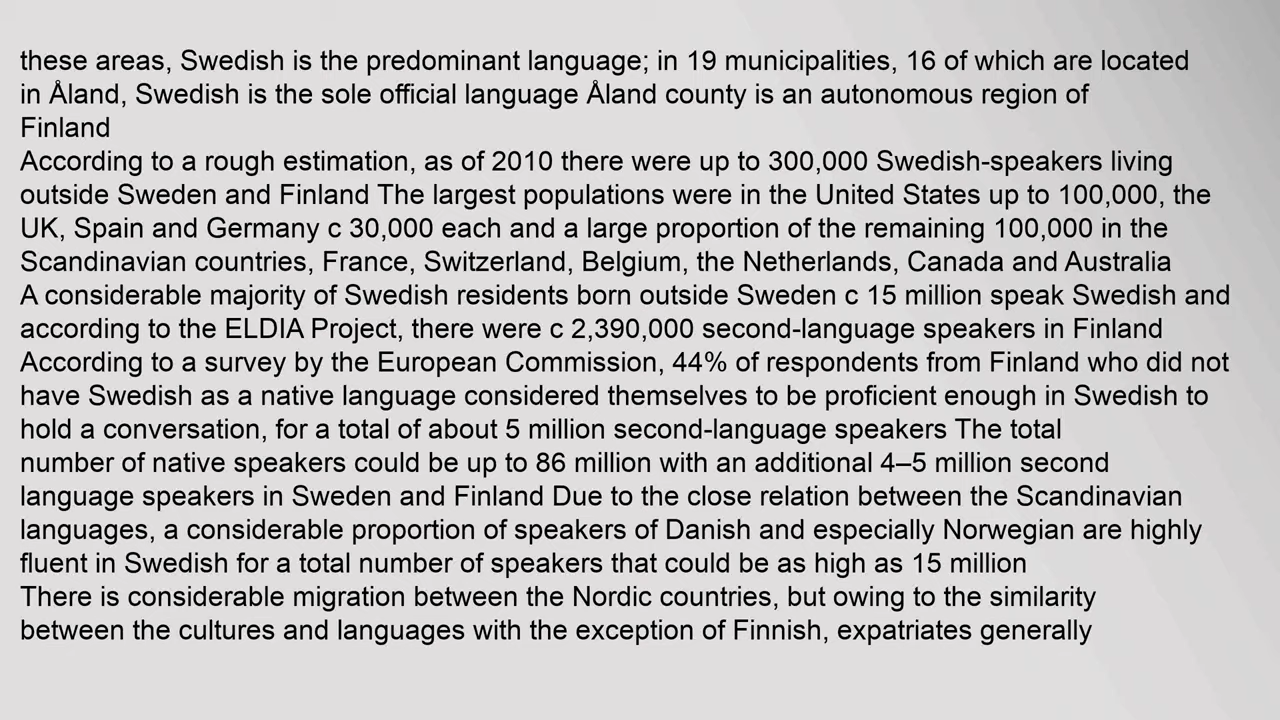 these areas, Swedish is the predominant language; in 19 municipalities, 16 of which are located
in Åland, Swedish is the sole official language Åland county is an autonomous region of
Finland
According to a rough estimation, as of 2010 there were up to 300,000 Swedish-speakers living
outside Sweden and Finland The largest populations were in the United States up to 100,000, the
UK, Spain and Germany c 30,000 each and a large proportion of the remaining 100,000 in the
Scandinavian countries, France, Switzerland, Belgium, the Netherlands, Canada and Australia
A considerable majority of Swedish residents born outside Sweden c 15 million speak Swedish and
according to the ELDIA Project, there were c 2,390,000 second-language speakers in Finland
According to a survey by the European Commission, 44% of respondents from Finland who did not
have Swedish as a native language considered themselves to be proficient enough in Swedish to
hold a conversation, for a total of about 5 million second-language speakers The total
number of native speakers could be up to 86 million with an additional 4–5 million second
language speakers in Sweden and Finland Due to the close relation between the Scandinavian
languages, a considerable proportion of speakers of Danish and especially Norwegian are highly
fluent in Swedish for a total number of speakers that could be as high as 15 million
There is considerable migration between the Nordic countries, but owing to the similarity
between the cultures and languages with the exception of Finnish, expatriates generally